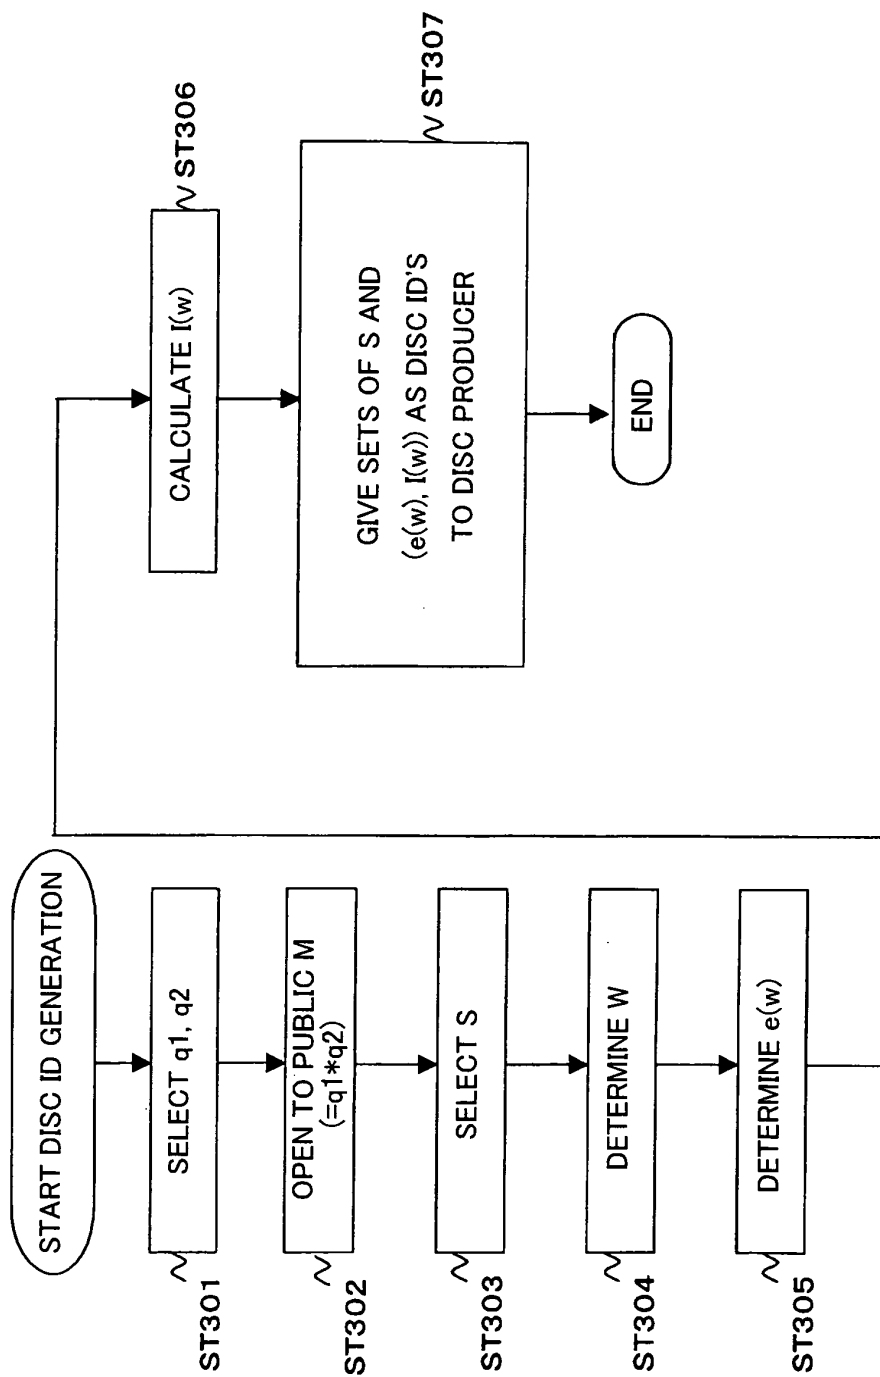 START DISC ID GENERATION
ST301
SELECT q1, q2
ST302
OPEN TO PUBLIC M
(=q1*q2)
ST303
SELECT S
ST304
DETERMINE W
ST305
DETERMINE e(w)
ST306
CALCULATE I(w)
ST307
GIVE SETS OF S AND
(e(w), I(w)) AS DISC ID'S
TO DISC PRODUCER
END